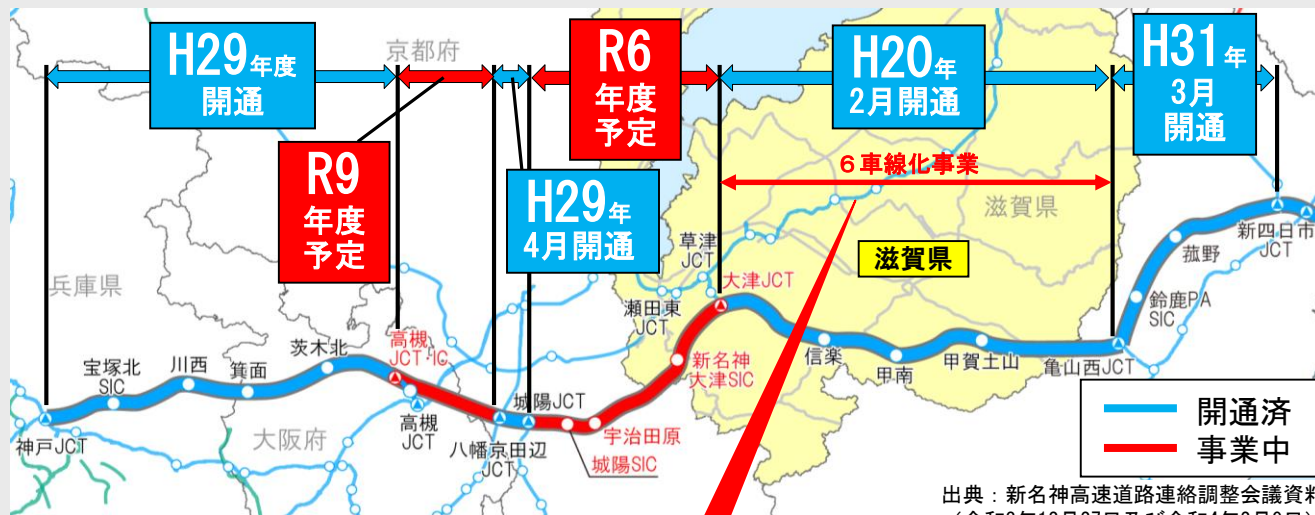 H29年度
開通
京都府
R6
年度
予定
H20年
2月開通
H31年
3月
開通
R9
年度
予定
H29年
4月開通
6車線化事業
滋賀県
滋賀県
兵庫県
大阪府
草津
JCT
大津JCT
瀬田東
JCT
新四日市
JCT
菰野
鈴鹿PA
SIC
亀山西JCT
甲賀土山
甲南
信楽
新名神
大津SIC
宇治田原
城陽SIC
城陽JCT
八幡京田辺
JCT
高槻
JCT・IC
高槻
JCT
茨木北
箕面
川西
宝塚北
SIC
神戸JCT
開通済
事業中
出典：新名神高速道路連絡調整会議資料